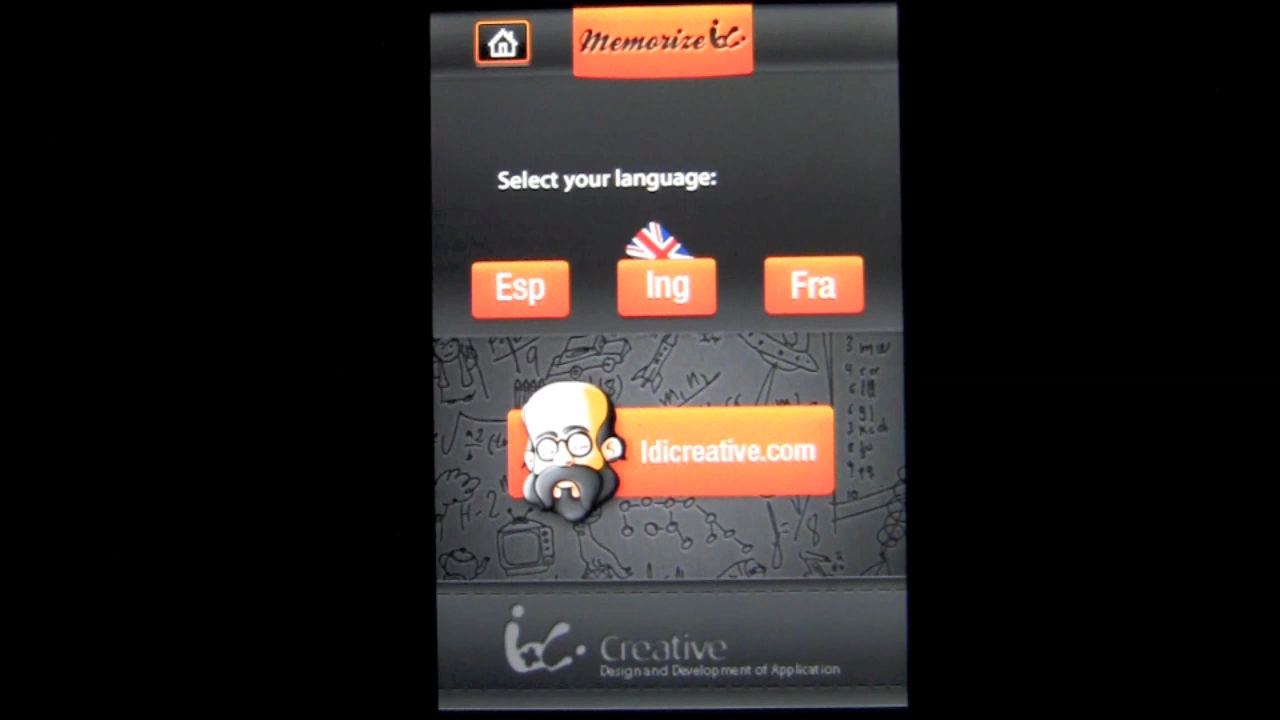 Memorize
Select your language:
Esp
Ing
Fra
Idicreative.com
Creative
Design and Development of Application